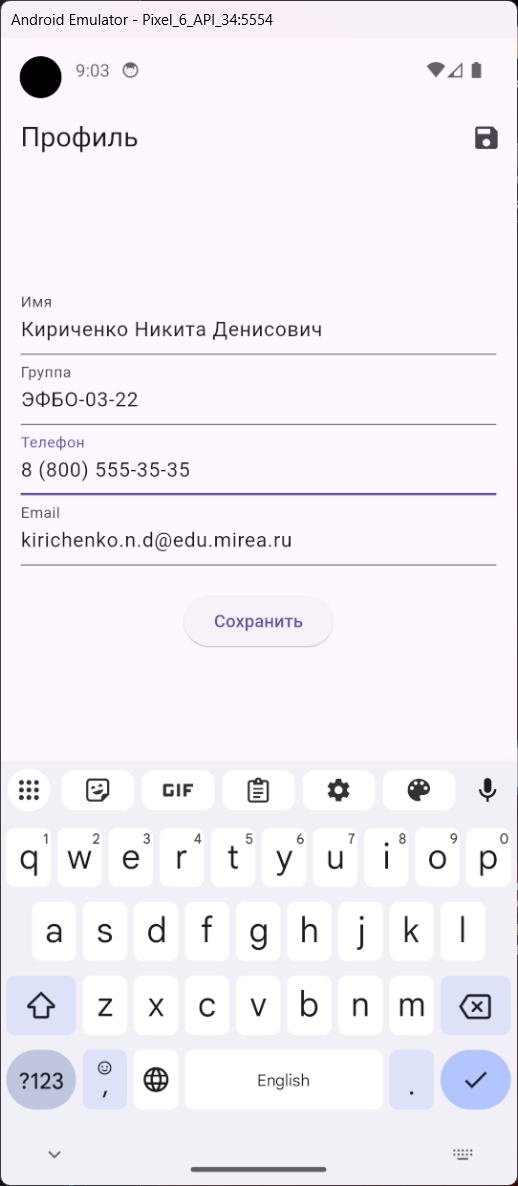 Android Emulator - Pixel_6_API_34:5554
9:03
Профиль
Имя
Кириченко Никита Денисович
Группа
ЭФБО-03-22
Телефон
8 (800) 555-35-35
Email
kirichenko.n.d@edu.mirea.ru
Сохранить
GIF
1 2 3 4 5 6 7 8 9 0
q w e r t y u i o p
a s d f g h j k l
z x c v b n m
?123 , English .